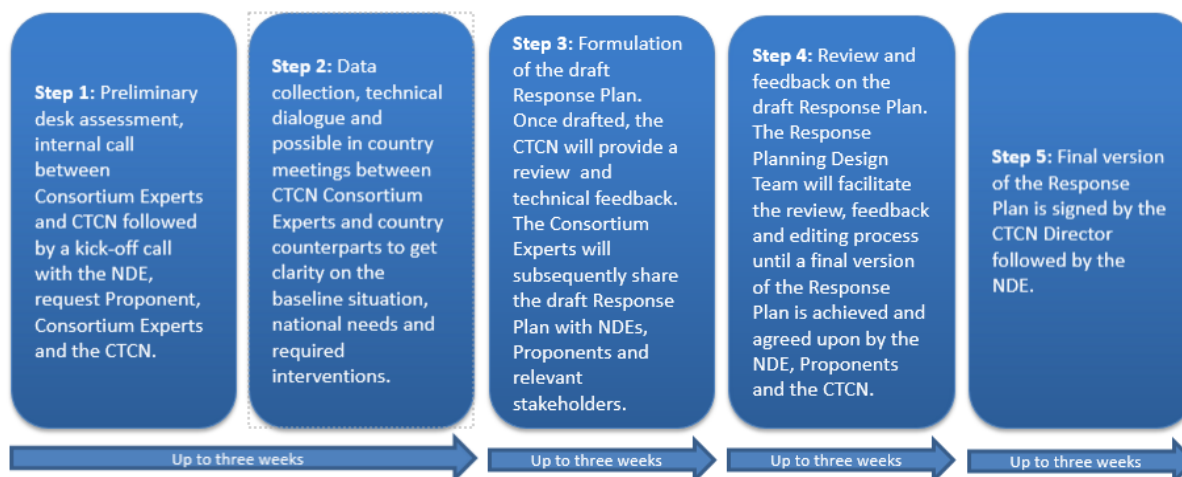 Step 1: Preliminary
desk assessment,
internal call
between
Consortium Experts
and CTCN followed
by a kick-off call
with the NDE,
request Proponent,
Consortium Experts
and the CTCN.
Step 2: Data
collection, technical
dialogue and
possible in country
meetings between
CTCN Consortium
Experts and country
counterparts to get
clarity on the
baseline situation,
national needs and
required
interventions.
Step 3: Formulation
of the draft
Response Plan.
Once drafted, the
CTCN will provide a
review and
technical feedback.
The Consortium
Experts will
subsequently share
the draft Response
Plan with NDEs,
Proponents and
relevant
stakeholders.
Step 4: Review and
feedback on the
draft Response Plan.
The Response
Planning Design
Team will facilitate
the review, feedback
and editing process
until a final version
of the Response
Plan is achieved and
agreed upon by the
NDE, Proponents
and the CTCN.
Step 5: Final version
of the Response
Plan is signed by the
CTCN Director
followed by the
NDE.
Up to three weeks
Up to three weeks
Up to three weeks
Up to three weeks